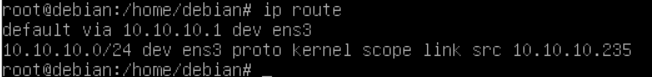 root@debian:/home/debian# ip route
default via 10.10.10.1 dev ens3
10.10.10.0/24 dev ens3 proto kernel scope link src 10.10.10.235
root@debian:/home/debian# _